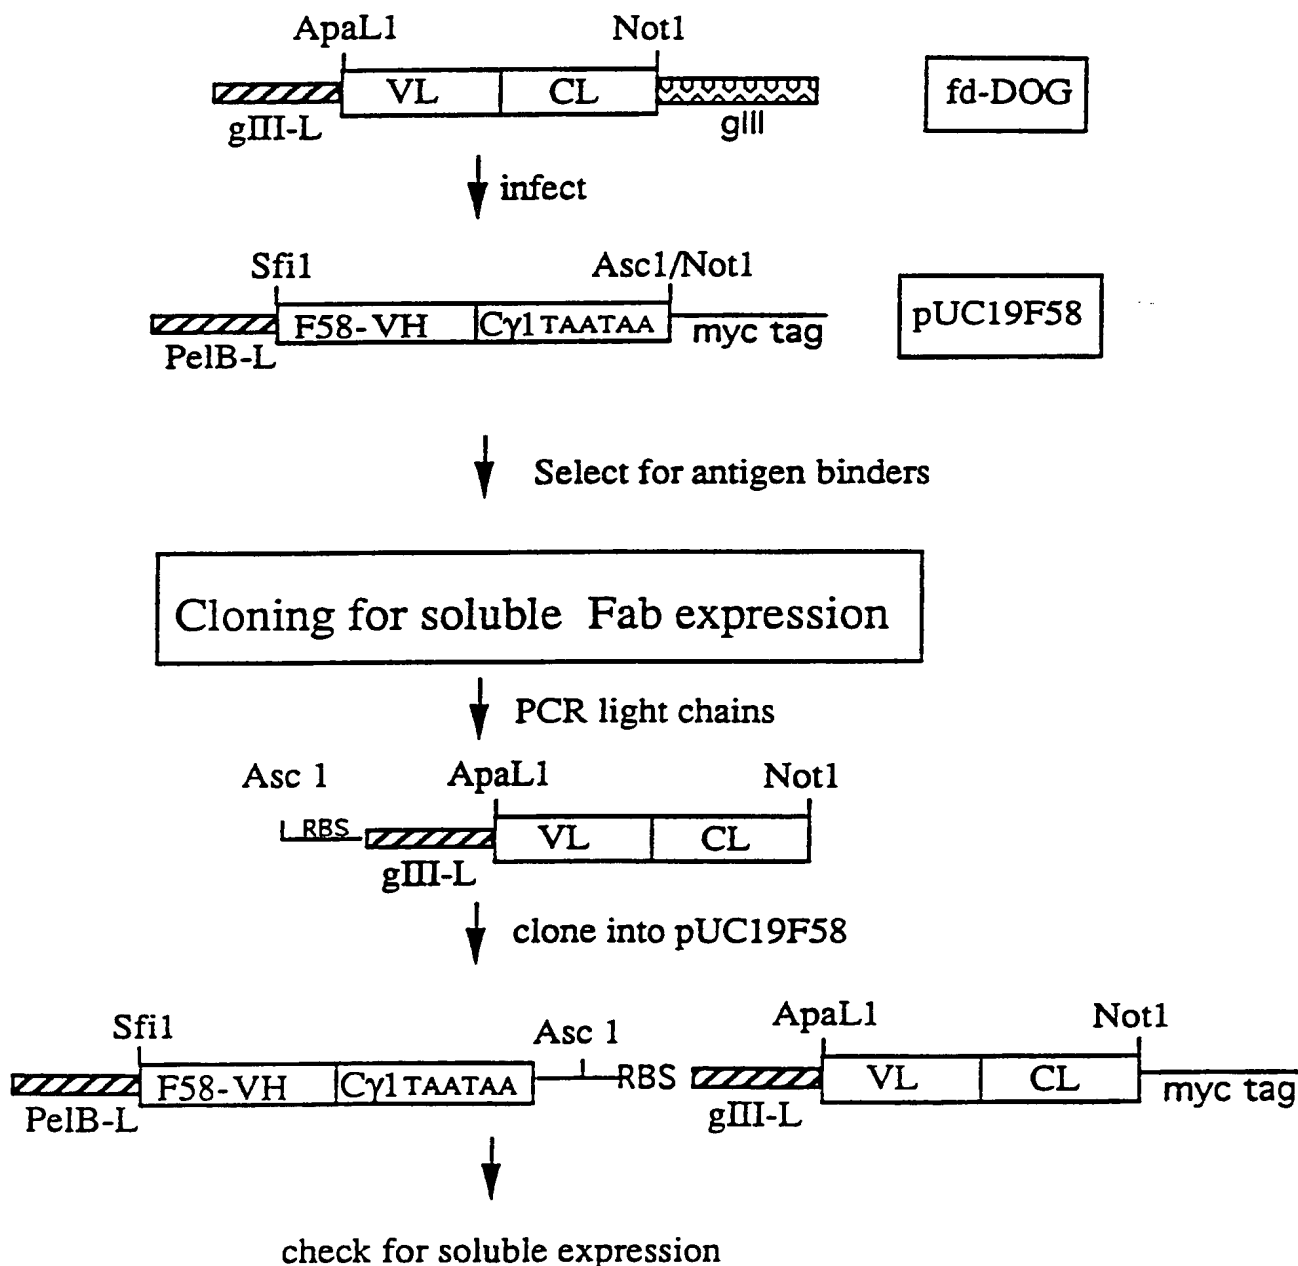 ApaL1 Not1
VL CL fd-DOG
gIII-L gIII
infect
Sfi1 Asc1/Not1
F58-VH Cγ1 TAATAA myc tag pUC19F58
PelB-L
Select for antigen binders
Cloning for soluble Fab expression
PCR light chains
Asc 1 ApaL1 Not1
RBS VL CL
gIII-L
clone into pUC19F58
Sfi1 Asc 1 ApaL1 Not1
F58-VH Cγ1 TAATAA RBS VL CL myc tag
PelB-L gIII-L
check for soluble expression